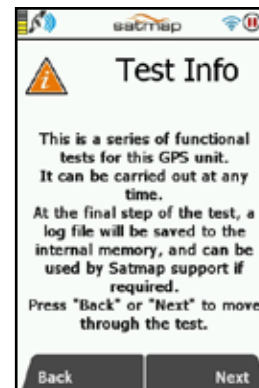 satmap
Test Info
This is a series of functional
tests for this GPS unit.
It can be carried out at any
time.
At the final step of the test, a
log file will be saved to the
internal memory, and can be
used by Satmap support if
required.
Press "Back" or "Next" to move
through the test.
Back Next